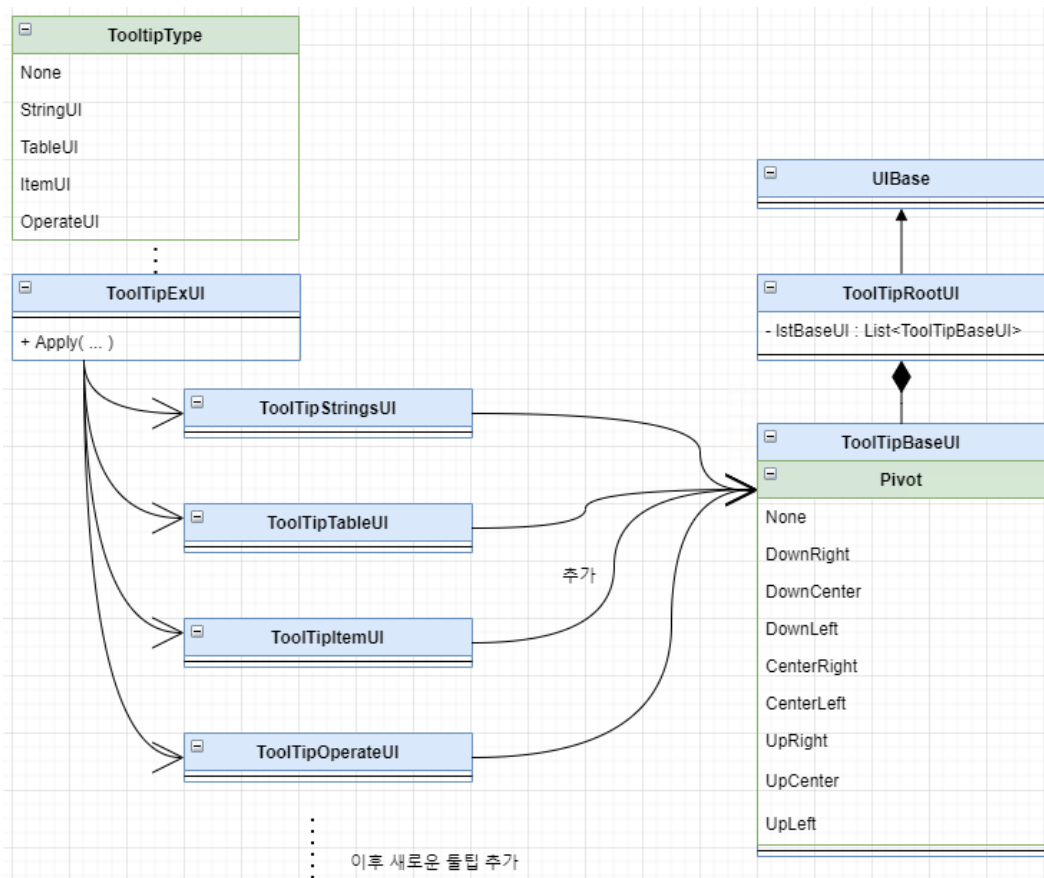 TooltipType
None
StringUI
TableUI
ItemUI
OperateUI
ToolTipExUI
+ Apply( ... )
ToolTipStringsUI
ToolTipTableUI
추가
ToolTipItemUI
ToolTipOperateUI
이후 새로운 툴팁 추가
UIBase
ToolTipRootUI
- lstBaseUI : List<ToolTipBaseUI>
ToolTipBaseUI
Pivot
None
DownRight
DownCenter
DownLeft
CenterRight
CenterLeft
UpRight
UpCenter
UpLeft